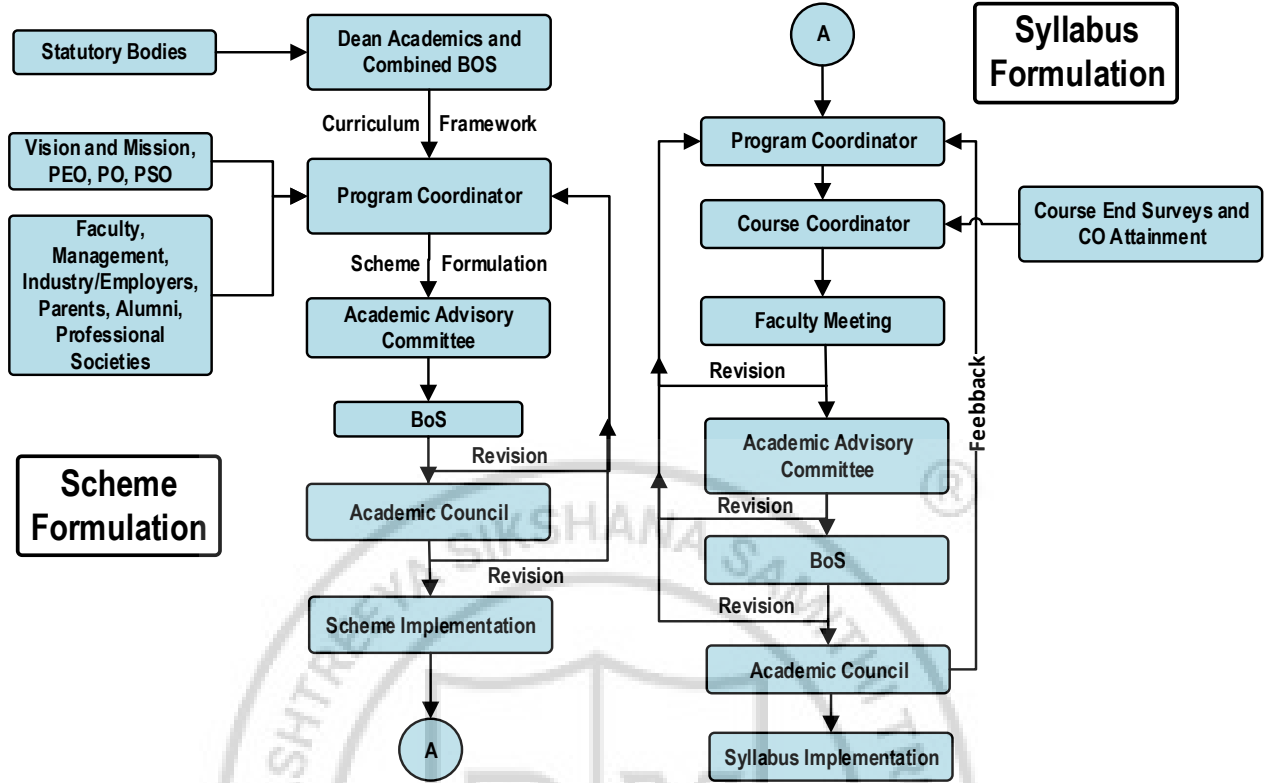 Statutory Bodies
Dean Academics and
Combined BOS
Curriculum Framework
Vision and Mission,
PEO, PO, PSO
Program Coordinator
Faculty,
Management,
Industry/Employers,
Parents, Alumni,
Professional
Societies
Scheme Formulation
Academic Advisory
Committee
BoS
Revision
Scheme
Formulation
Academic Council
Revision
Scheme Implementation
A
A
Syllabus
Formulation
Program Coordinator
Course Coordinator
Course End Surveys and
CO Attainment
Faculty Meeting
Revision
Feebback
Academic Advisory
Committee
Revision
BoS
Revision
Academic Council
Syllabus Implementation
SIKSHANA SAMITHI
®